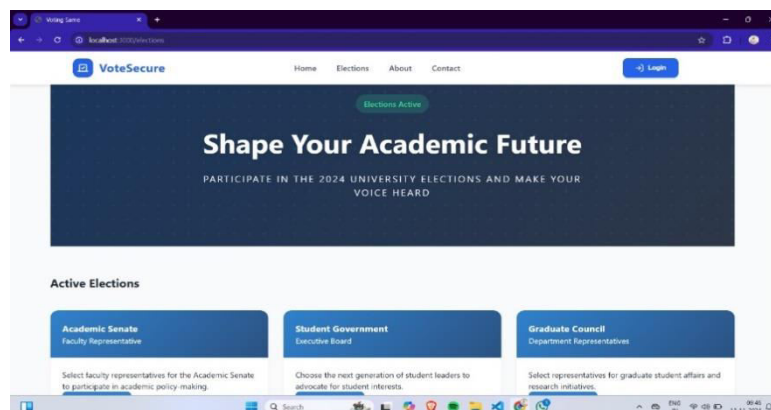 Voting Game
localhost
VoteSecure
Home Elections About Contact
Login
Elections Active
Shape Your Academic Future
PARTICIPATE IN THE 2024 UNIVERSITY ELECTIONS AND MAKE YOUR
VOICE HEARD
Active Elections
Academic Senate
Faculty Representative
Select faculty representatives for the Academic Senate
to participate in academic policy-making.
Student Government
Executive Board
Choose the next generation of student leaders to
advocate for student interests.
Graduate Council
Department Representatives
Select representatives for graduate student affairs and
research initiatives.
Search
ENG